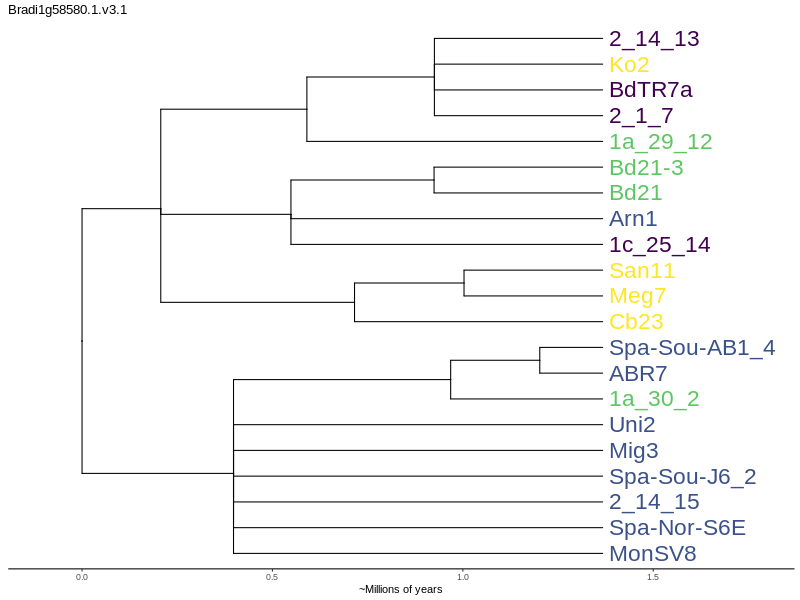 Bradi1g58580.1.v3.1
2_14_13
Ko2
BdTR7a
2_1_7
1a_29_12
Bd21-3
Bd21
Arn1
1c_25_14
San11
Meg7
Cb23
Spa-Sou-AB1_4
ABR7
1a_30_2
Uni2
Mig3
Spa-Sou-J6_2
2_14_15
Spa-Nor-S6E
MonSV8
0.0 0.5 1.0 1.5
~Millions of years